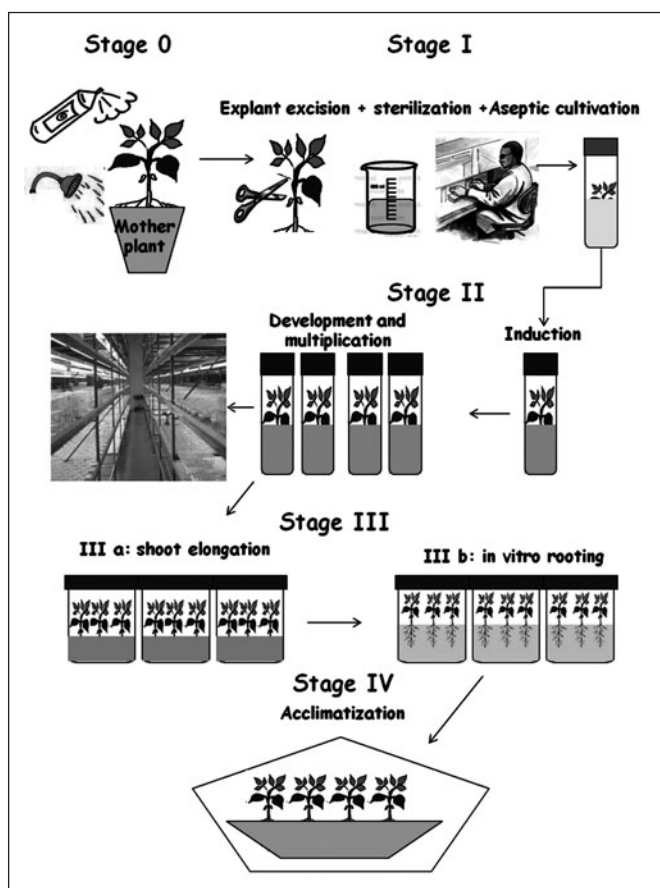 Stage 0
Stage I
Explant excision + sterilization +Aseptic cultivation
Mother
plant
Stage II
Development and
multiplication
Induction
Stage III
III a: shoot elongation
III b: in vitro rooting
Stage IV
Acclimatization